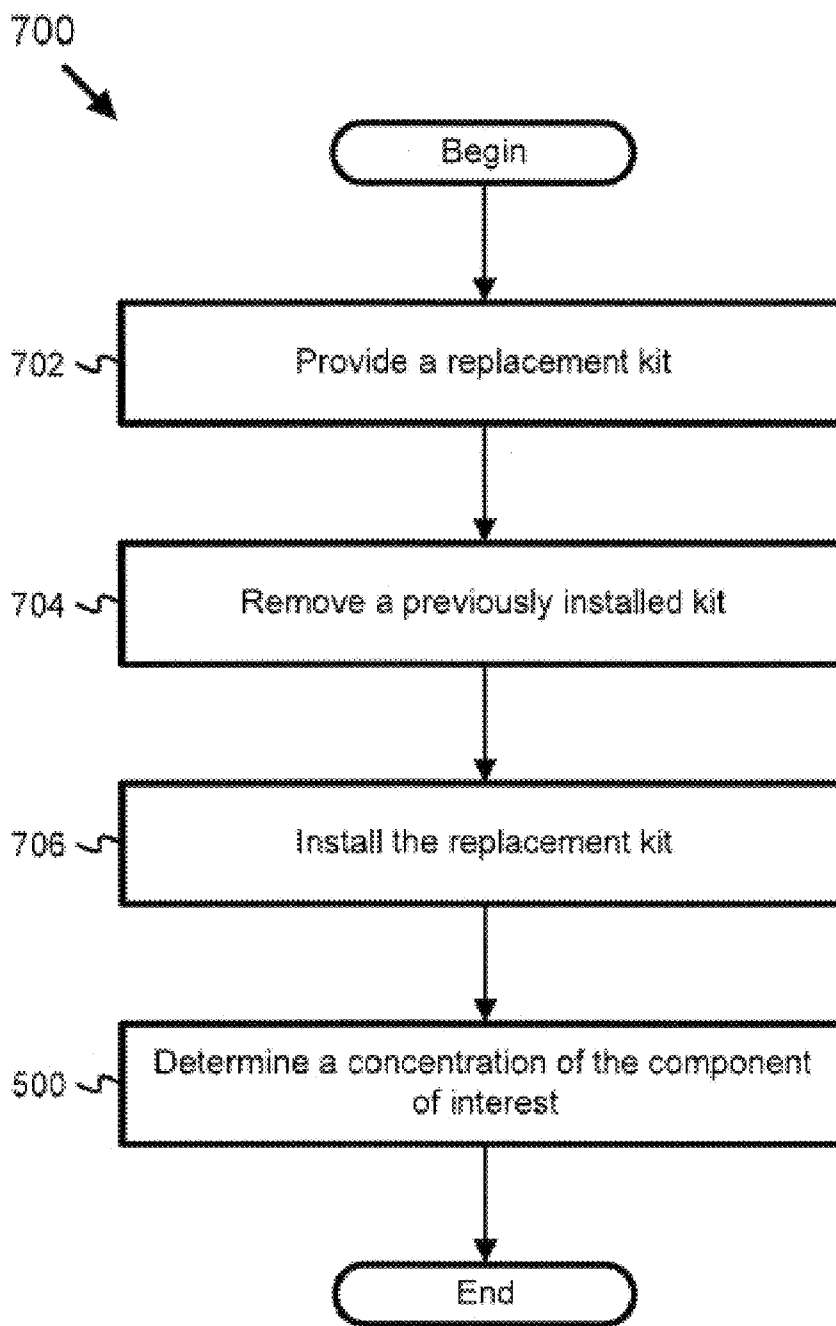 700
Begin
702
Provide a replacement kit
704
Remove a previously installed kit
706
Install the replacement kit
500
Determine a concentration of the component
of interest
End